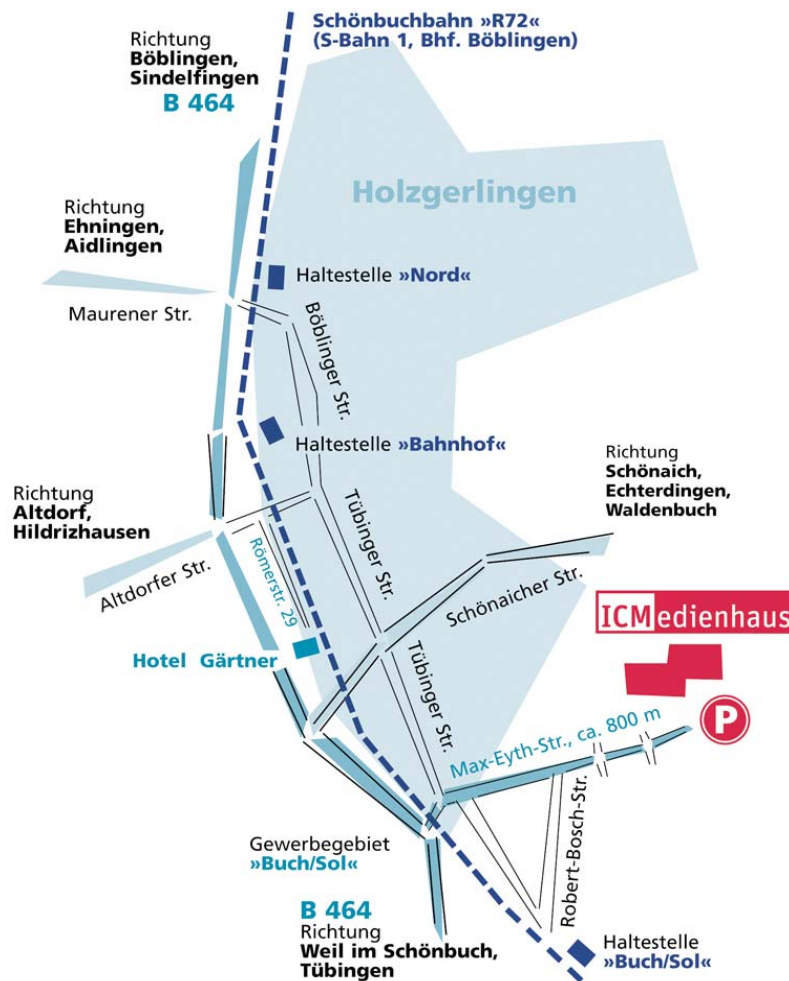 Schönbuchbahn »R72«
(S-Bahn 1, Bhf. Böblingen)
Richtung
Böblingen,
Sindelfingen
B 464
Holzgerlingen
Richtung
Ehningen,
Aidlingen
Haltestelle »Nord«
Maurener Str.
Böblinger Str.
Haltestelle »Bahnhof«
Richtung
Schönaich,
Echterdingen,
Waldenbuch
Richtung
Altdorf,
Hildrizhausen
Tübinger Str.
Altdorfer Str.
Römerstr. 29
Schönaicher Str.
ICMedienhaus
Hotel Gärtner
Tübinger Str.
P
Max-Eyth-Str., ca. 800 m
Gewerbegebiet
»Buch/Sol«
Robert-Bosch-Str.
B 464
Richtung
Weil im Schönbuch,
Tübingen
Haltestelle
»Buch/Sol«